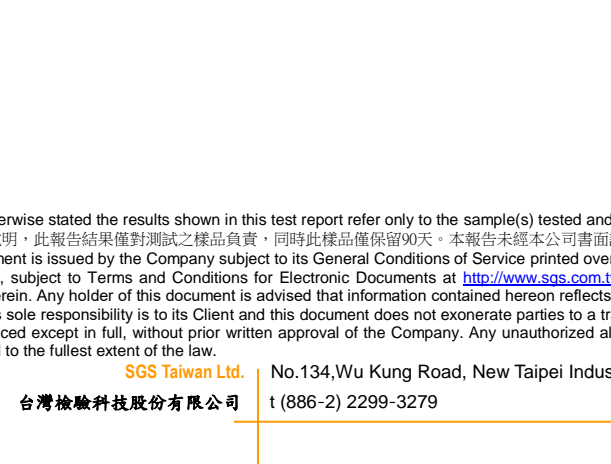 erwise stated the results shown in this test report refer only to the sample(s) tested and
明，此報告結果僅對測試之樣品負責，同時此樣品僅保留90天。本報告未經本公司書面
ment is issued by the Company subject to its General Conditions of Service printed over
, subject to Terms and Conditions for Electronic Documents at http://www.sgs.com.t
erein. Any holder of this document is advised that information contained hereon reflects
s sole responsibility is to its Client and this document does not exonerate parties to a tra
ced except in full, without prior written approval of the Company. Any unauthorized al
l to the fullest extent of the law.
SGS Taiwan Ltd. No.134,Wu Kung Road, New Taipei Indus
台灣檢驗科技股份有限公司 t (886-2) 2299-3279